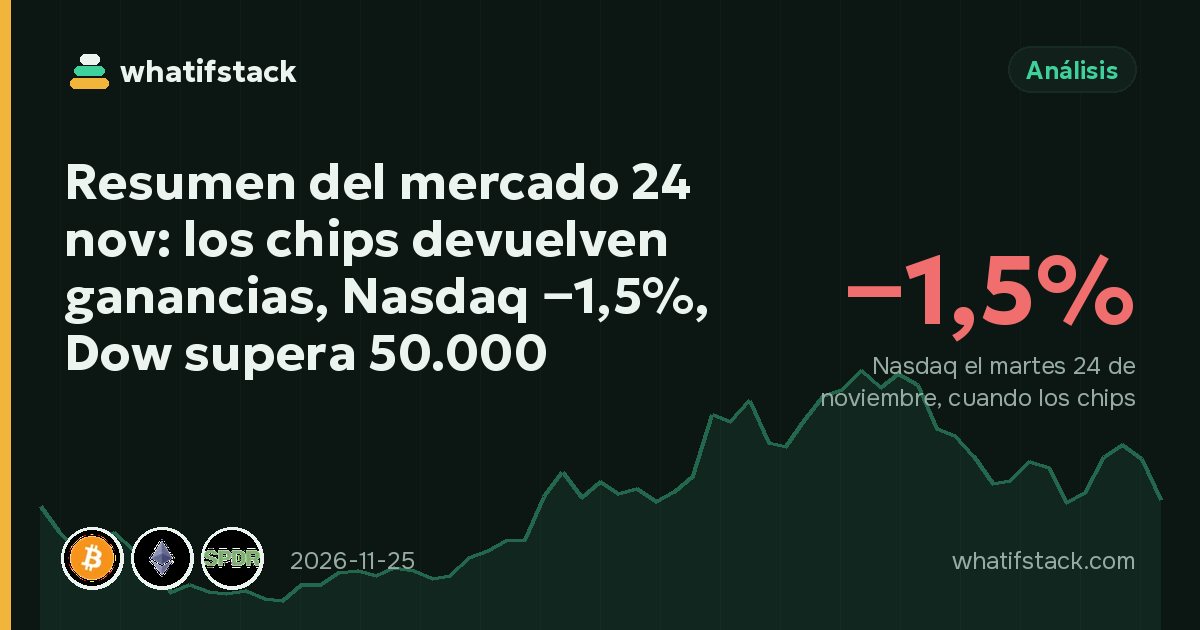 whatifstack
Análisis
Resumen del mercado 24
nov: los chips devuelven
ganancias, Nasdaq −1,5%,
Dow supera 50.000
−1,5%
Nasdaq el martes 24 de
noviembre, cuando los chips
SPDR
2026-11-25
whatifstack.com